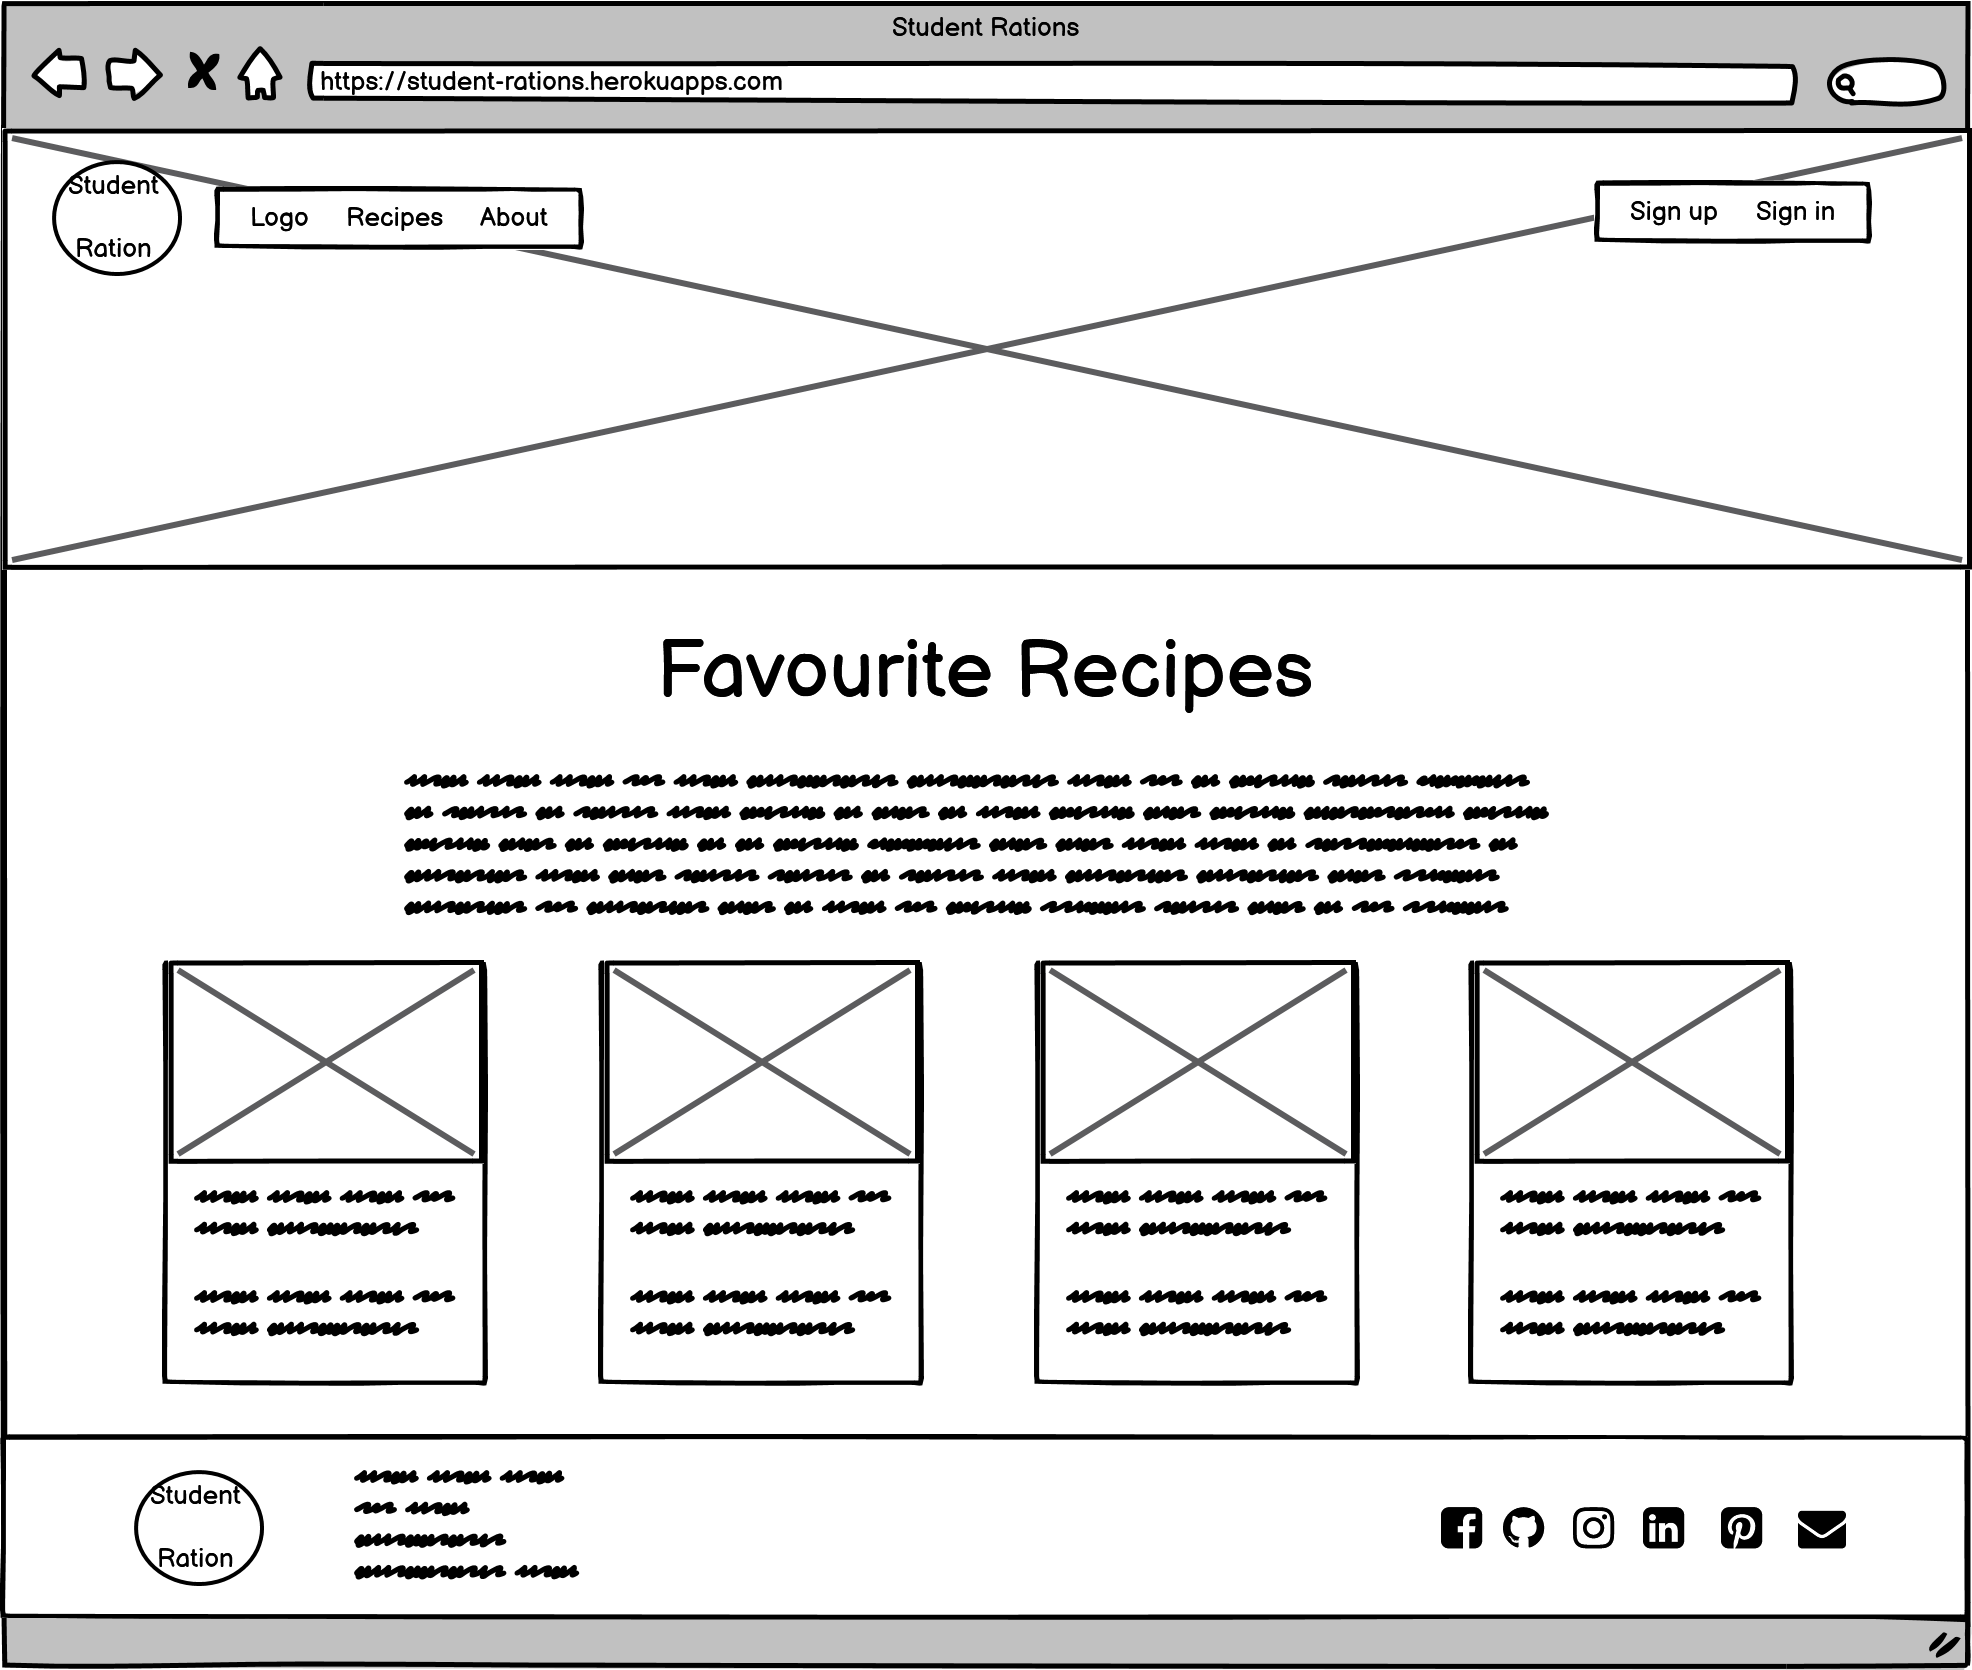 Student Rations
https://student-rations.herokuapps.com
Student
Ration
Logo Recipes About
Sign up Sign in
Favourite Recipes
Student
Ration